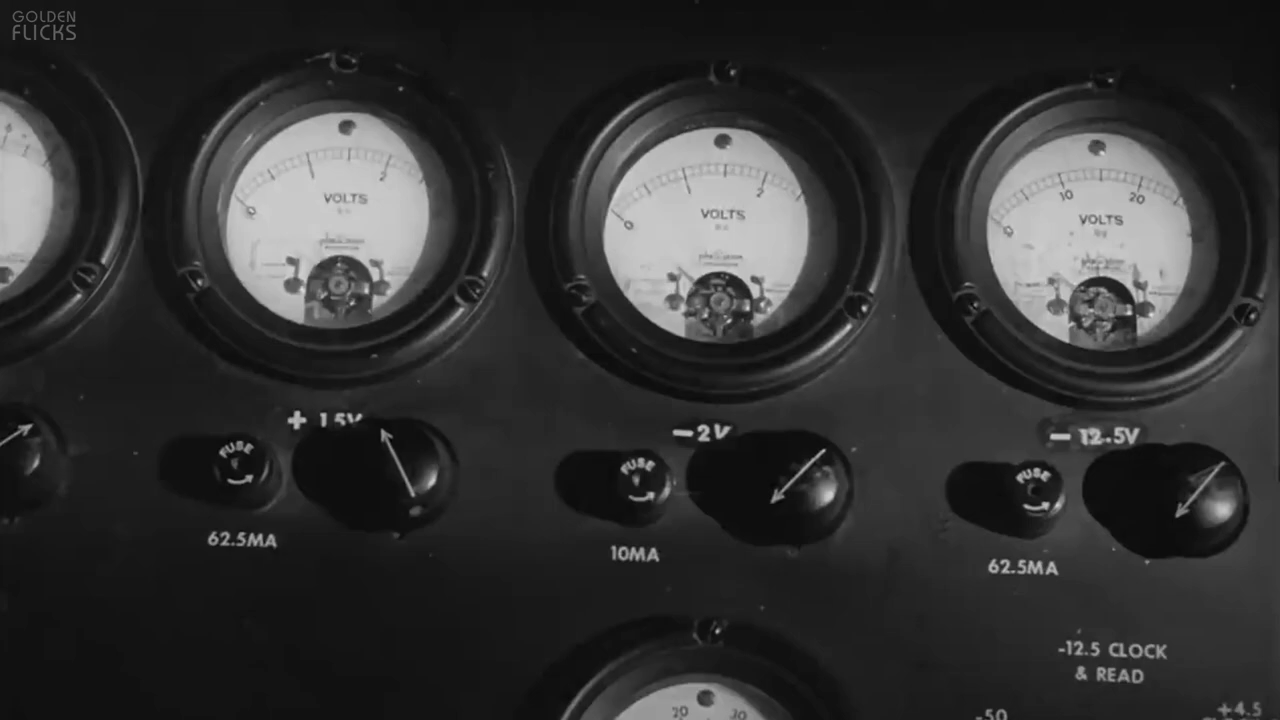 GOLDEN
FLICKS
0 2
VOLTS
0 2
VOLTS
0 10 20
VOLTS
+ 1.5V
-2V
-12.5V
FUSE
FUSE
FUSE
62.5MA
10MA
62.5MA
-12.5 CLOCK
& READ
20 30
-50
+4.5